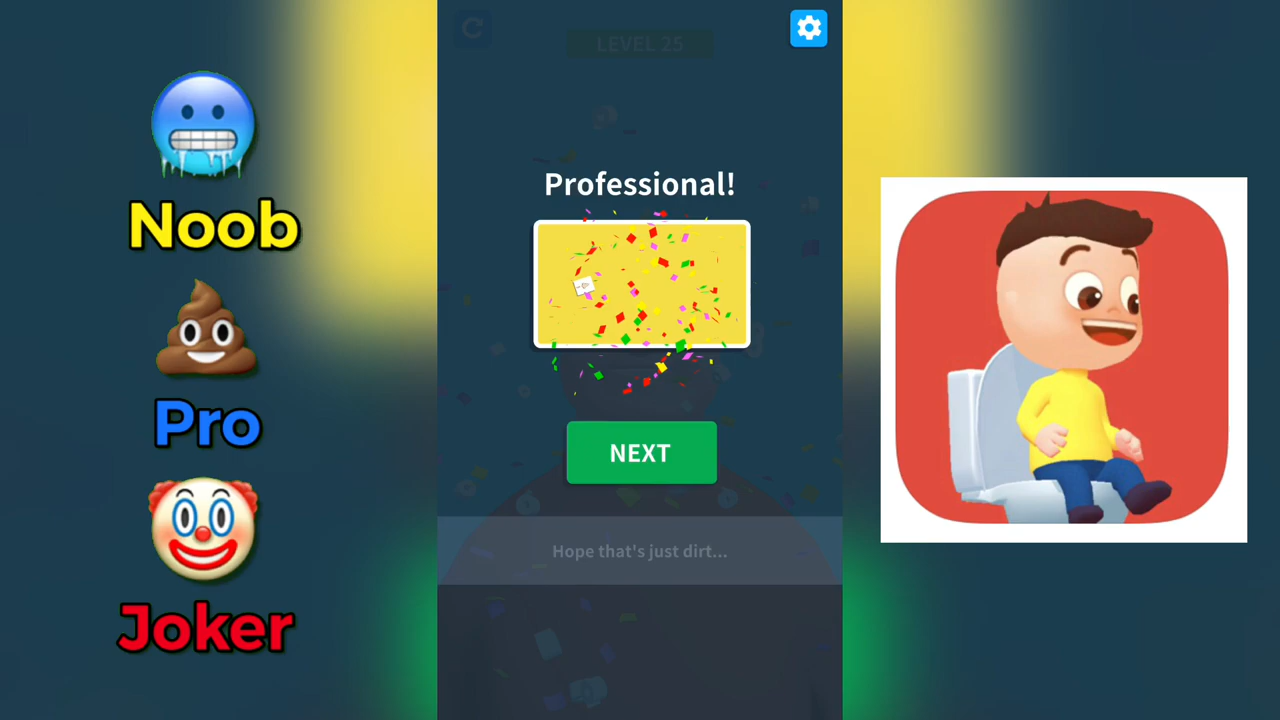 Noob
Pro
Joker
LEVEL 25
Professional!
NEXT
Hope that's just dirt...